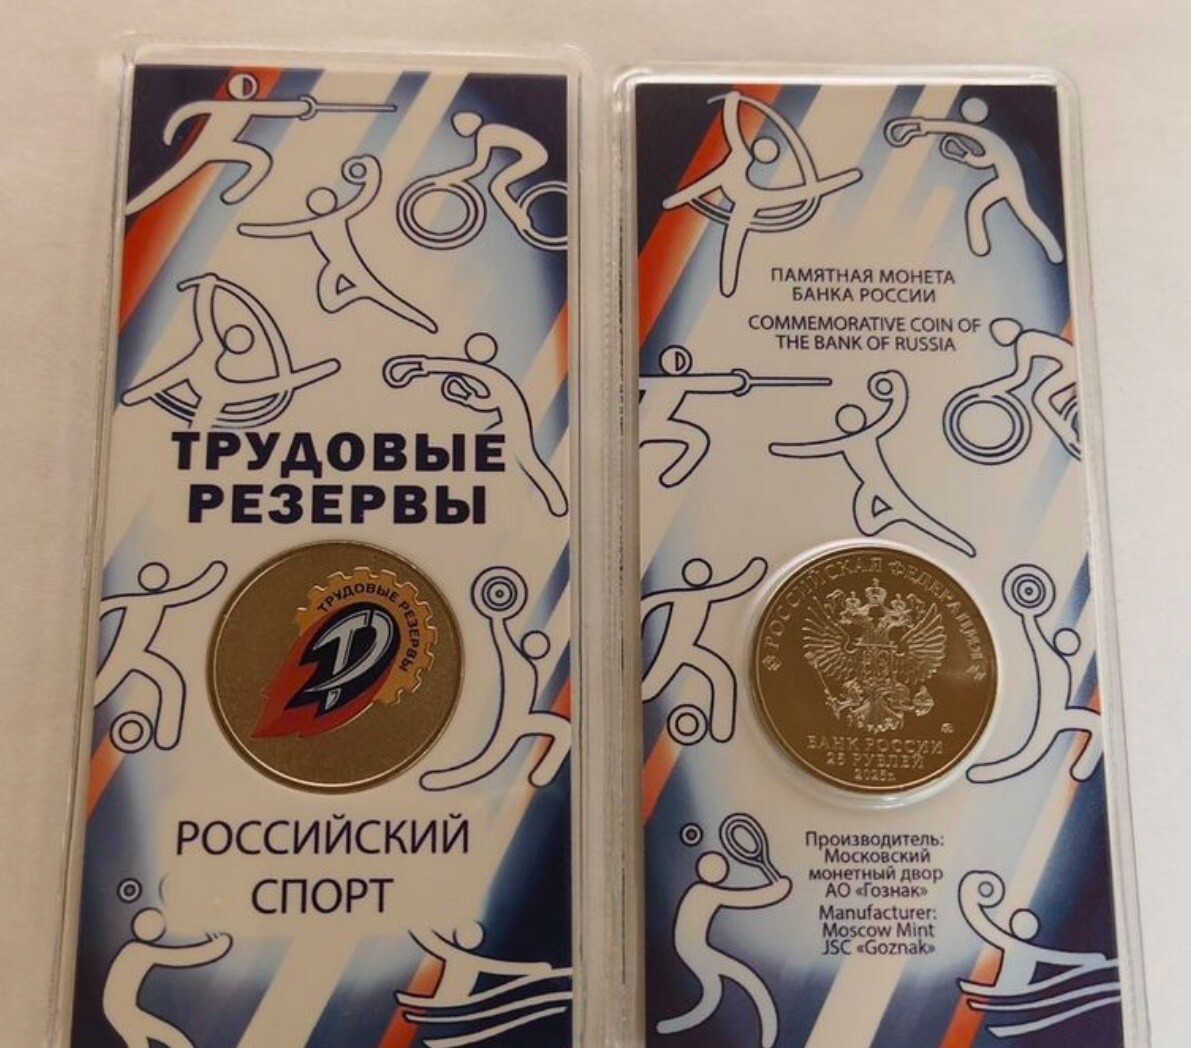 ТРУДОВЫЕ
РЕЗЕРВЫ
ТРУДОВЫЕ РЕЗЕРВЫ
РОССИЙСКИЙ
СПОРТ
ПАМЯТНАЯ МОНЕТА
БАНКА РОССИИ
COMMEMORATIVE COIN OF
THE BANK OF RUSSIA
РОССИЙСКАЯ ФЕДЕРАЦИЯ
БАНК РОССИИ
25 РУБЛЕЙ
2025г.
Производитель:
Московский
монетный двор
АО «Гознак»
Manufacturer:
Moscow Mint
JSC «Goznak»